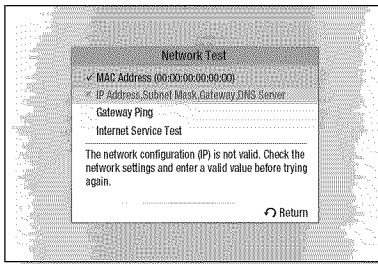 Network Test
✓ MAC Address (00:00:00:00:00:00)
× IP Address,Subnet Mask,Gateway,DNS Server
Gateway Ping
Internet Service Test
The network configuration (IP) is not valid. Check the
network settings and enter a valid value before trying
again.
Return